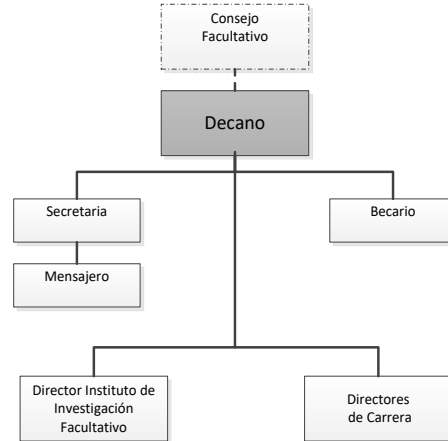 Consejo
Facultativo
Decano
Secretaria
Becario
Mensajero
Director Instituto de
Investigación
Facultativo
Directores
de Carrera